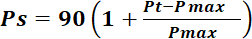 Ps = 90 (1 + (Pt−Pmax)/Pmax)